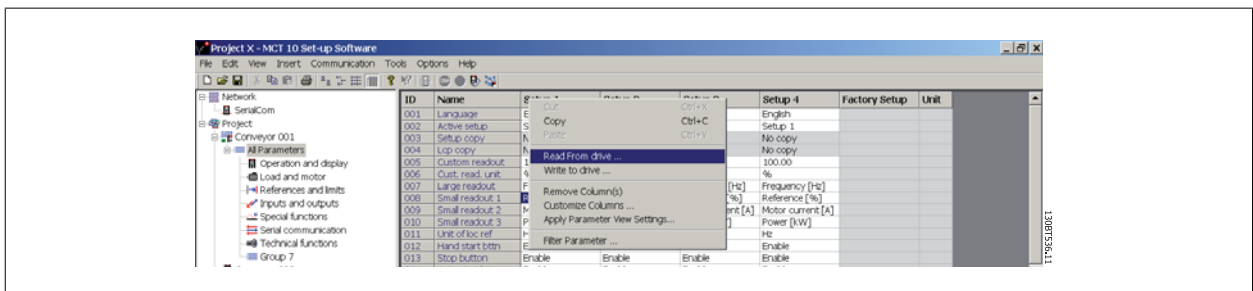 Project X - MCT 10 Set-up Software
File Edit View Insert Communication Tools Options Help
Network
SerialCom
Project
Conveyor 001
All Parameters
Operation and display
Load and motor
References and limits
Inputs and outputs
Special functions
Serial communication
Technical functions
Group 7
ID Name Setup 4 Factory Setup Unit
001 Language E English
002 Active setup S Setup 1
003 Setup copy N No copy
004 Lcp copy N No copy
005 Custom readout 1 100.00
006 Cust. read. unit % %
007 Large readout F [Hz] Frequency [Hz]
008 Small readout 1 R [%] Reference [%]
009 Small readout 2 M ent [A] Motor current [A]
010 Small readout 3 P ] Power [kW]
011 Unit of loc ref H Hz
012 Hand start bttn E Enable
013 Stop button Enable Enable Enable Enable
Cut Ctrl+X
Copy Ctrl+C
Paste Ctrl+V
Read From drive ...
Write to drive ...
Remove Column(s)
Customize Columns ...
Apply Parameter View Settings...
Filter Parameter ...
130BT536.11